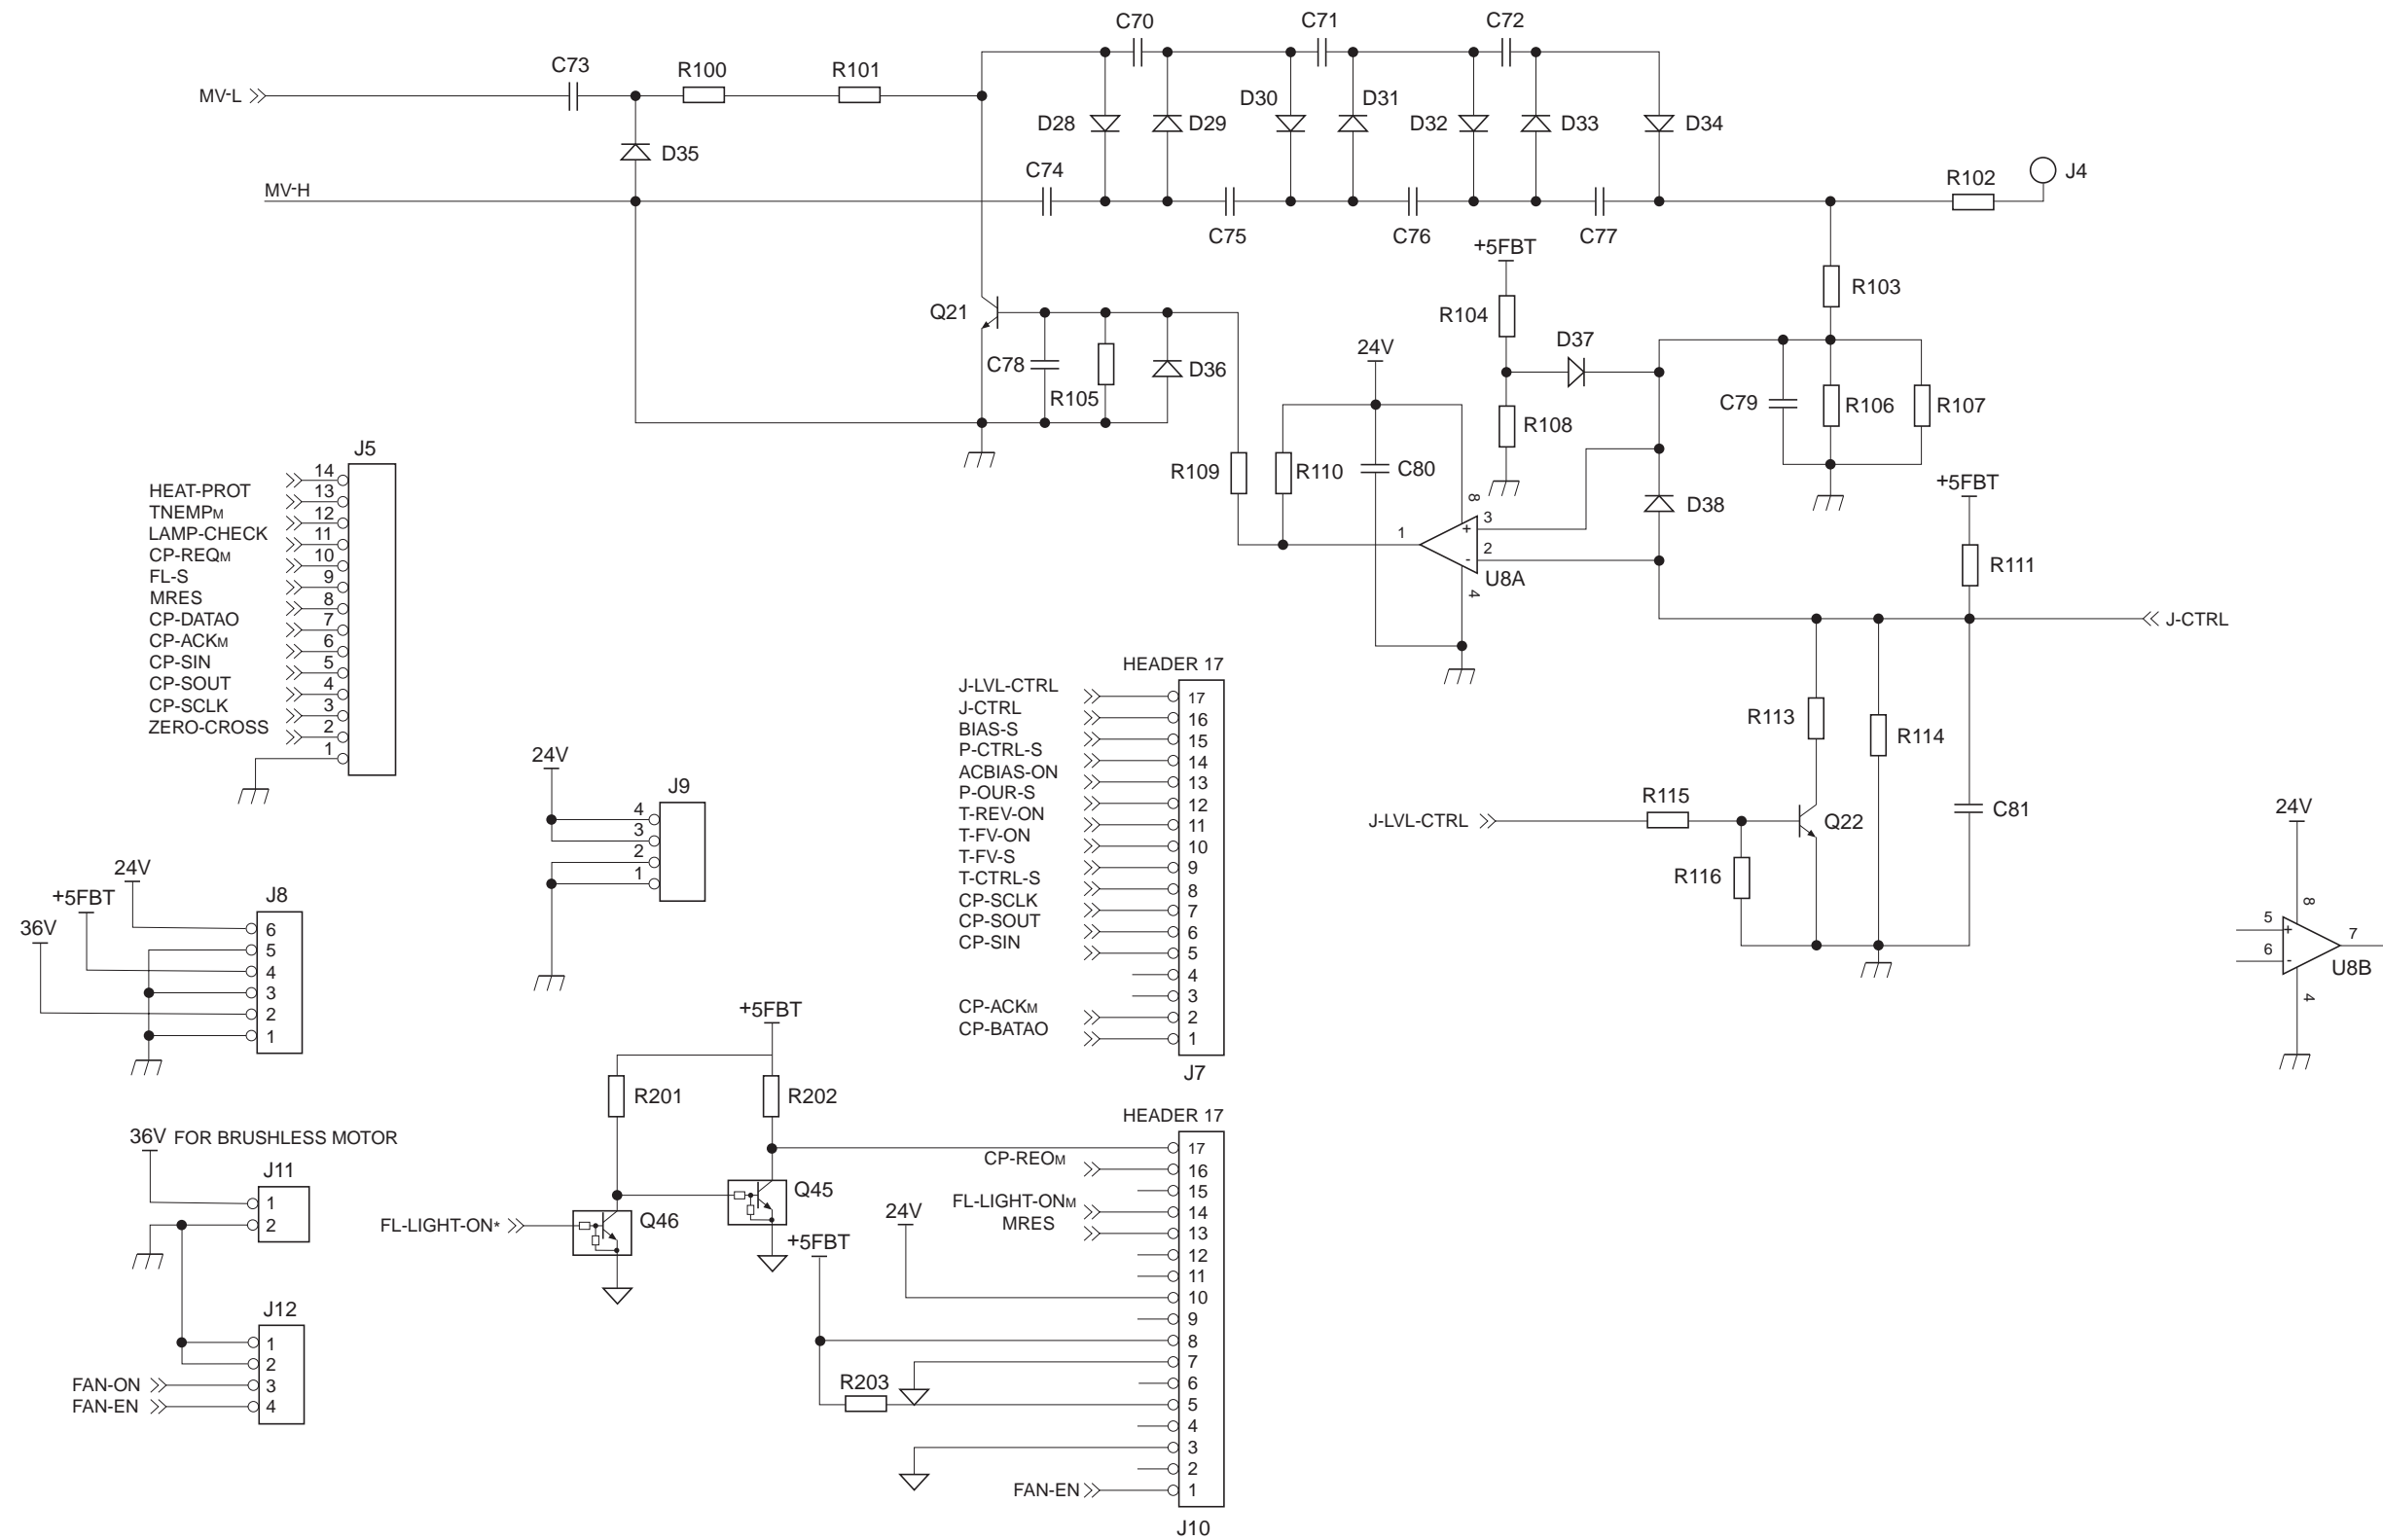 C70
C71
C72
C73
R100
R101
MV-L
D30
D31
D28
D29
D32
D33
D34
D35
C74
R102
J4
MV-H
C75
C76
C77
+5FBT
R103
Q21
R104
D37
24V
C78
R105
D36
R108
C79
R106
R107
J5
R109
R110
C80
+5FBT
8
3
+
D38
1
2
-
U8A
4
R111
J-CTRL
14
HEAT-PROT 13
TNEMPM 12
LAMP-CHECK 11
CP-REQM 10
FL-S 9
MRES 8
CP-DATAO 7
CP-ACKM 6
CP-SIN 5
CP-SOUT 4
CP-SCLK 3
ZERO-CROSS 2
1
HEADER 17
J-LVL-CTRL 17
J-CTRL 16
BIAS-S 15
P-CTRL-S 14
ACBIAS-ON 13
P-OUR-S 12
T-REV-ON 11
T-FV-ON 10
T-FV-S 9
T-CTRL-S 8
CP-SCLK 7
CP-SOUT 6
CP-SIN 5
4
3
CP-ACKM 2
CP-BATAO 1
J7
R113
R114
R115
J-LVL-CTRL
Q22
C81
R116
24V
8
5
+
7
6
-
U8B
4
24V
J9
4
3
2
1
24V
+5FBT
J8
36V
6
5
4
3
2
1
+5FBT
R201
R202
36V FOR BRUSHLESS MOTOR
J11
1
2
Q45
Q46
FL-LIGHT-ON*
+5FBT
24V
J12
1
2
FAN-ON 3
FAN-EN 4
R203
HEADER 17
17
CP-REOM 16
15
FL-LIGHT-ONM 14
MRES 13
12
11
10
9
8
7
6
5
4
3
2
FAN-EN 1
J10